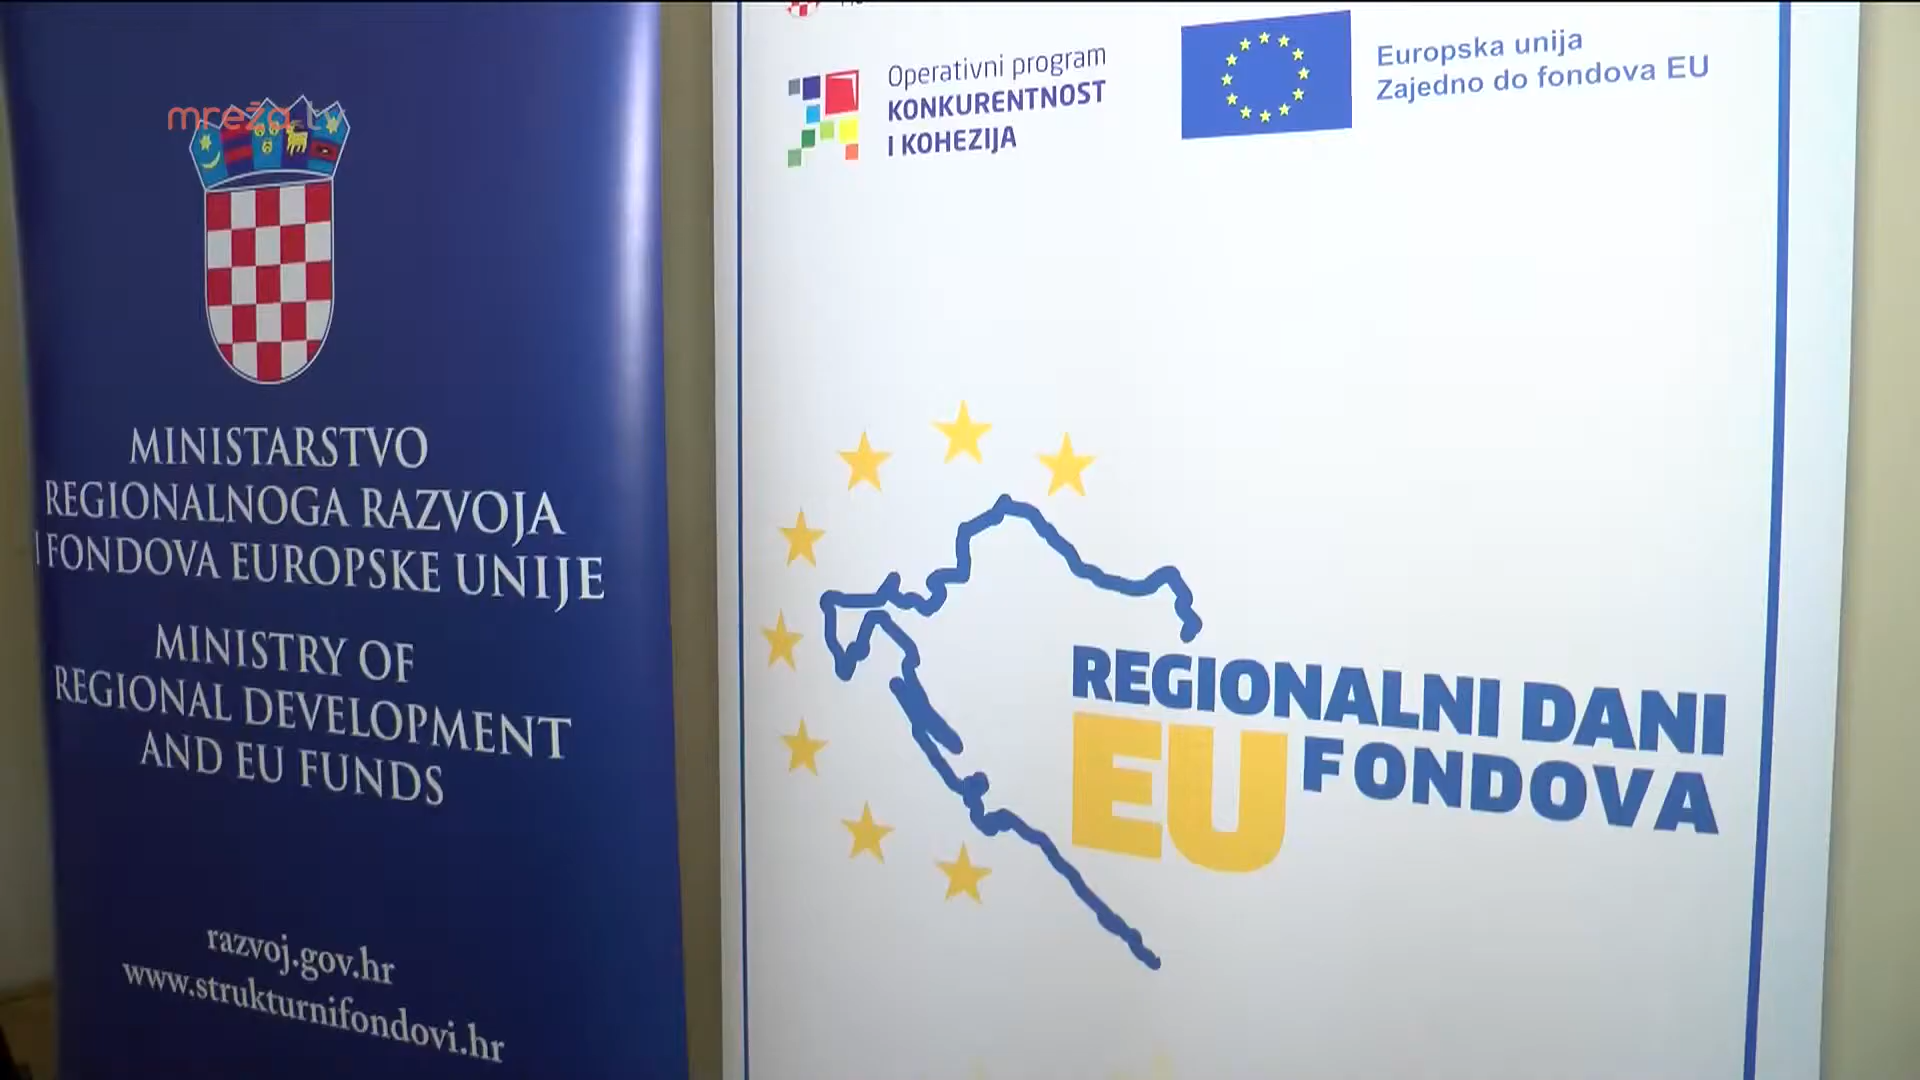 mreža.tv
MINISTARSTVO
REGIONALNOGA RAZVOJA
I FONDOVA EUROPSKE UNIJE
MINISTRY OF
REGIONAL DEVELOPMENT
AND EU FUNDS
razvoj.gov.hr
www.strukturnifondovi.hr
Operativni program
KONKURENTNOST
I KOHEZIJA
Europska unija
Zajedno do fondova EU
REGIONALNI DANI
EU FONDOVA